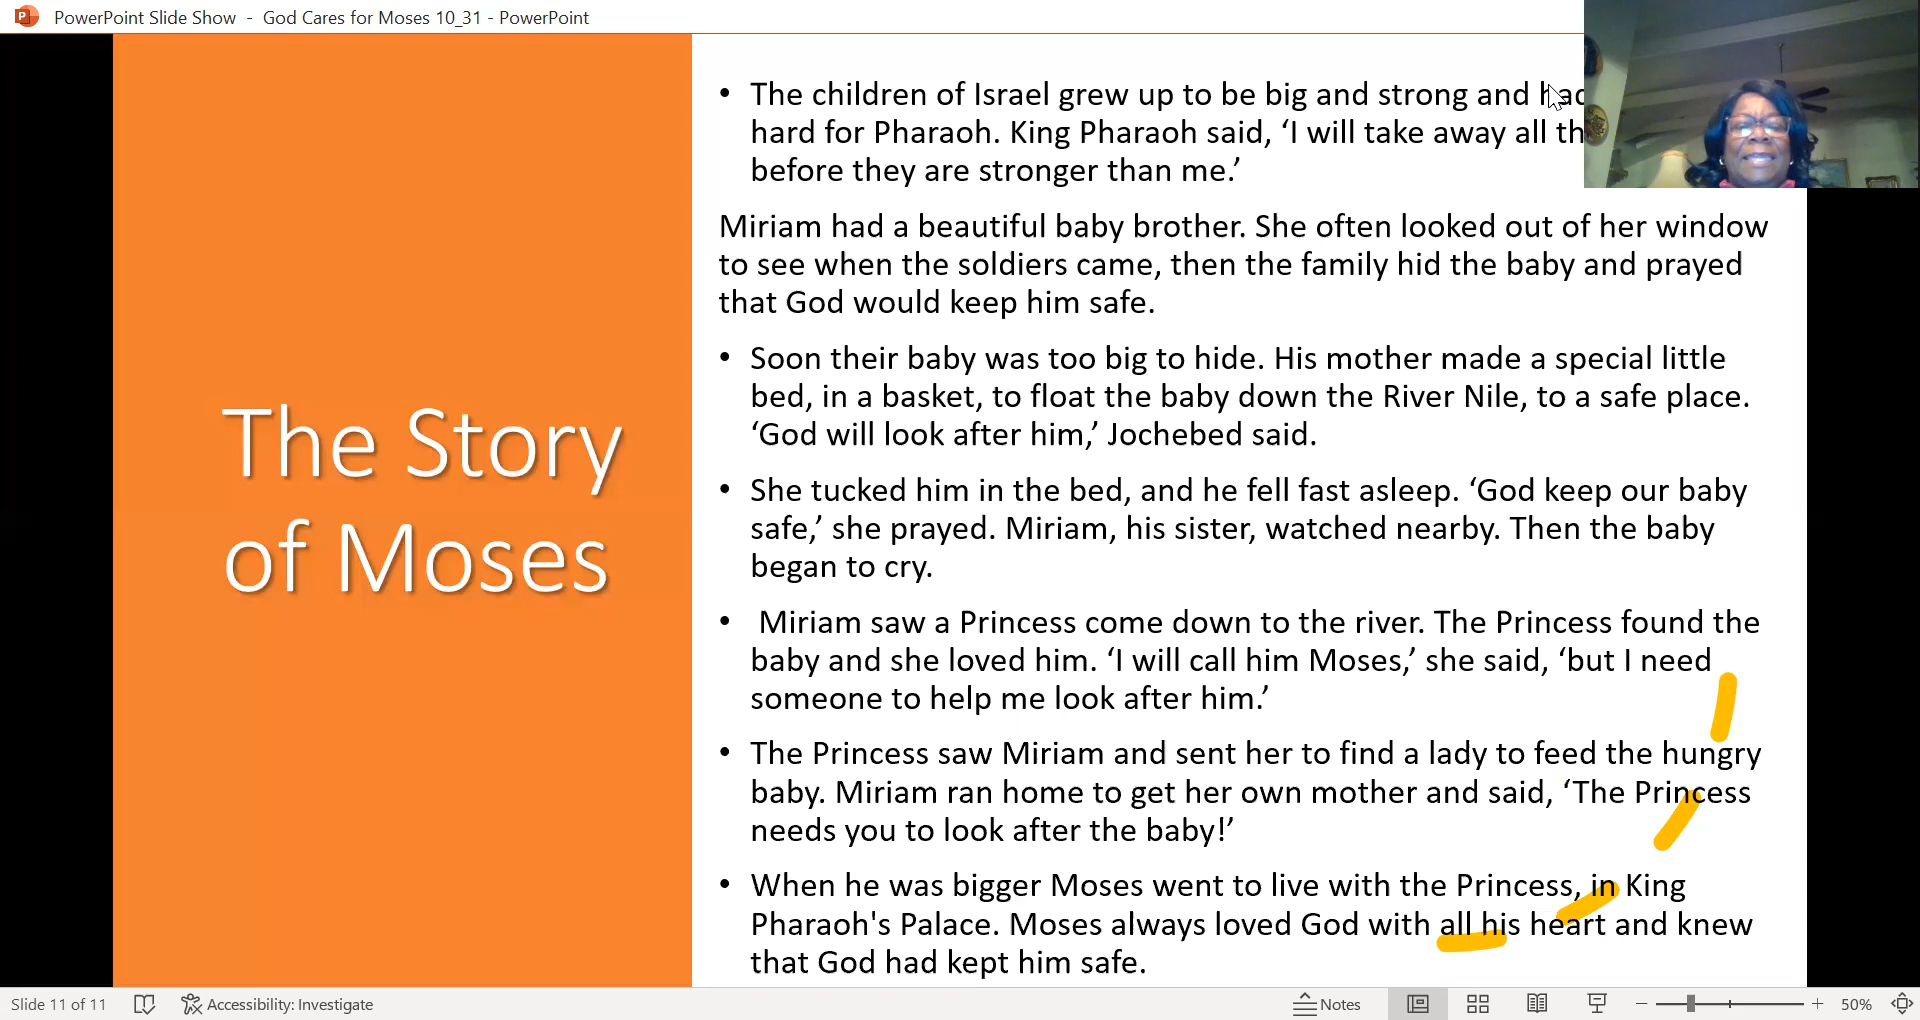 PowerPoint Slide Show - God Cares for Moses 10_31 - PowerPoint
The Story
of Moses
• The children of Israel grew up to be big and strong and
hard for Pharaoh. King Pharaoh said, ‘I will take away all
before they are stronger than me.’
Miriam had a beautiful baby brother. She often looked out of her window
to see when the soldiers came, then the family hid the baby and prayed
that God would keep him safe.
• Soon their baby was too big to hide. His mother made a special little
bed, in a basket, to float the baby down the River Nile, to a safe place.
‘God will look after him,’ Jochebed said.
• She tucked him in the bed, and he fell fast asleep. ‘God keep our baby
safe,’ she prayed. Miriam, his sister, watched nearby. Then the baby
began to cry.
• Miriam saw a Princess come down to the river. The Princess found the
baby and she loved him. ‘I will call him Moses,’ she said, ‘but I need
someone to help me look after him.’
• The Princess saw Miriam and sent her to find a lady to feed the hungry
baby. Miriam ran home to get her own mother and said, ‘The Princess
needs you to look after the baby!’
• When he was bigger Moses went to live with the Princess, in King
Pharaoh's Palace. Moses always loved God with all his heart and knew
that God had kept him safe.
Slide 11 of 11
Accessibility: Investigate
Notes
50%